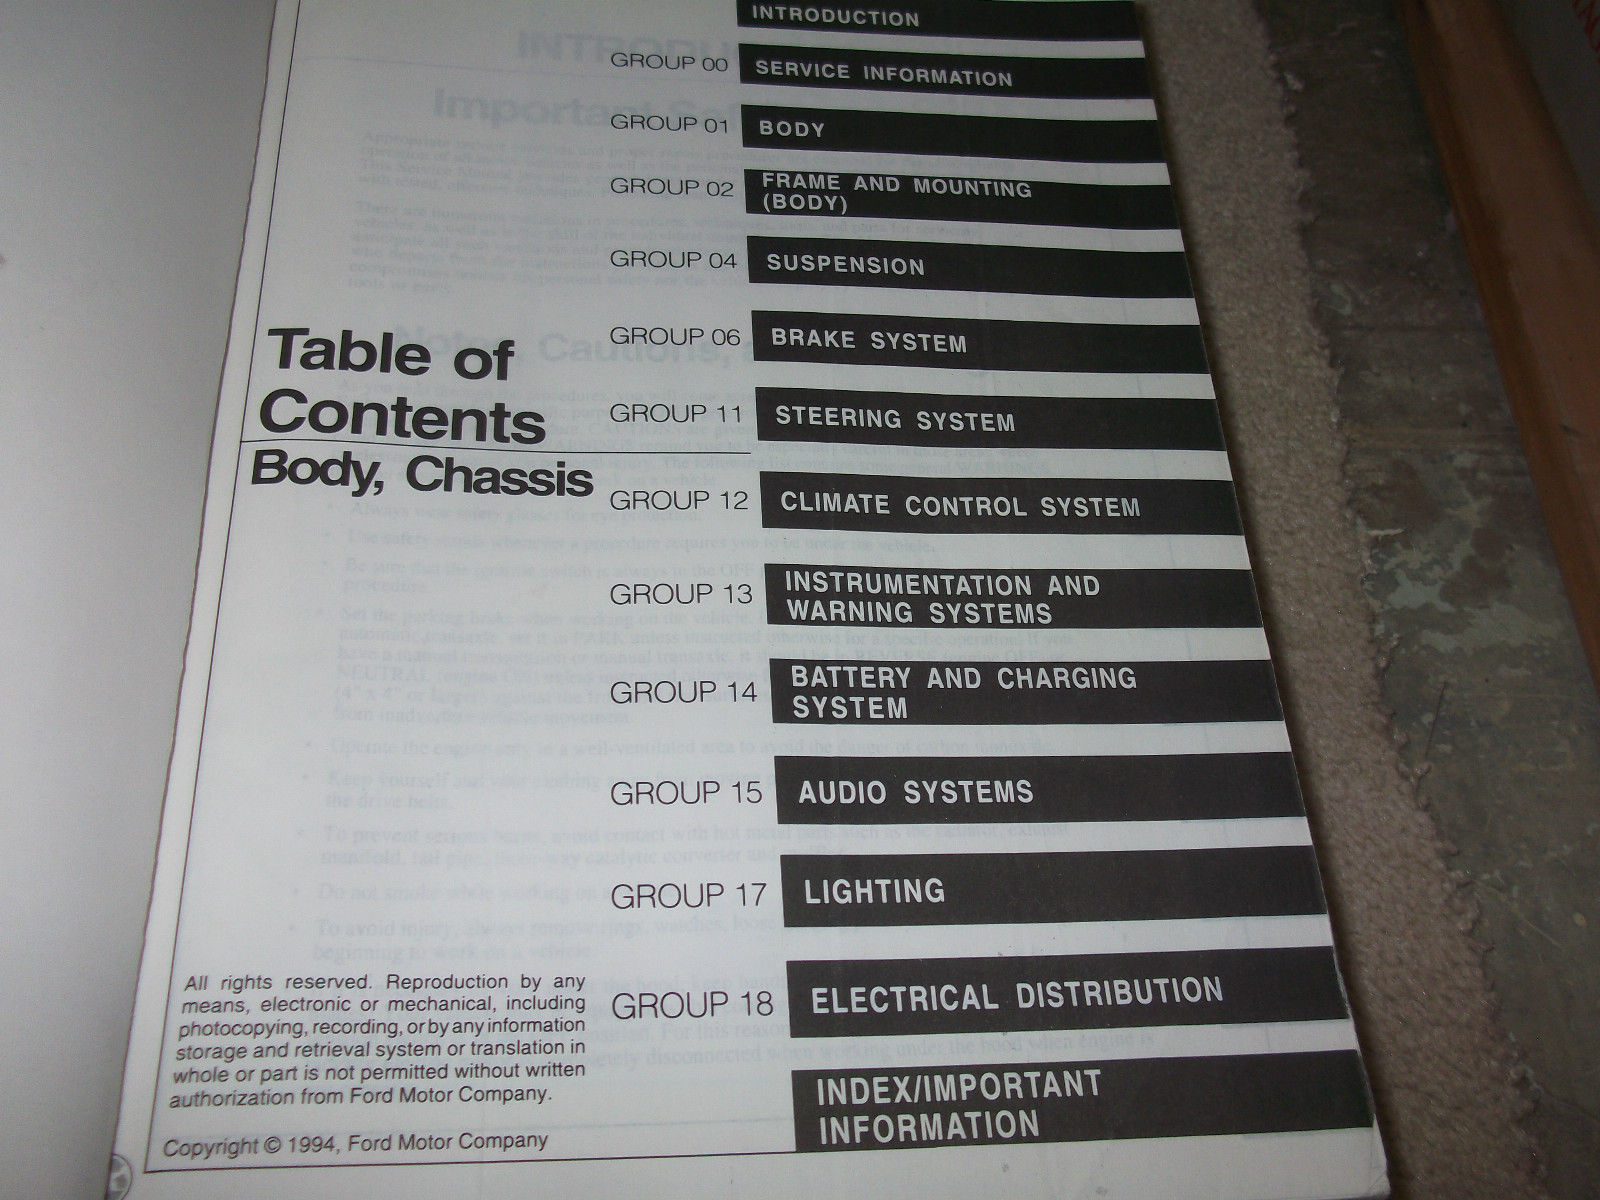 INTRODUCTION
GROUP 00 SERVICE INFORMATION
GROUP 01 BODY
GROUP 02 FRAME AND MOUNTING
(BODY)
GROUP 04 SUSPENSION
GROUP 06 BRAKE SYSTEM
GROUP 11 STEERING SYSTEM
GROUP 12 CLIMATE CONTROL SYSTEM
GROUP 13 INSTRUMENTATION AND
WARNING SYSTEMS
GROUP 14 BATTERY AND CHARGING
SYSTEM
GROUP 15 AUDIO SYSTEMS
GROUP 17 LIGHTING
GROUP 18 ELECTRICAL DISTRIBUTION
INDEX/IMPORTANT
INFORMATION
Table of
Contents
Body, Chassis
All rights reserved. Reproduction by any
means, electronic or mechanical, including
photocopying, recording, or by any information
storage and retrieval system or translation in
whole or part is not permitted without written
authorization from Ford Motor Company.
Copyright © 1994, Ford Motor Company